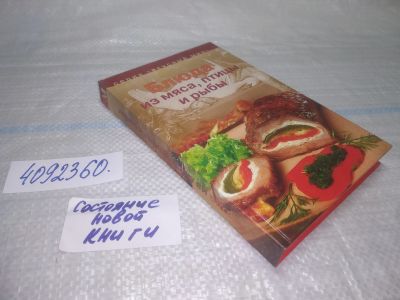 Блюда
из мяса, птицы
и рыбы
4092360.
Состояние
новой
книги